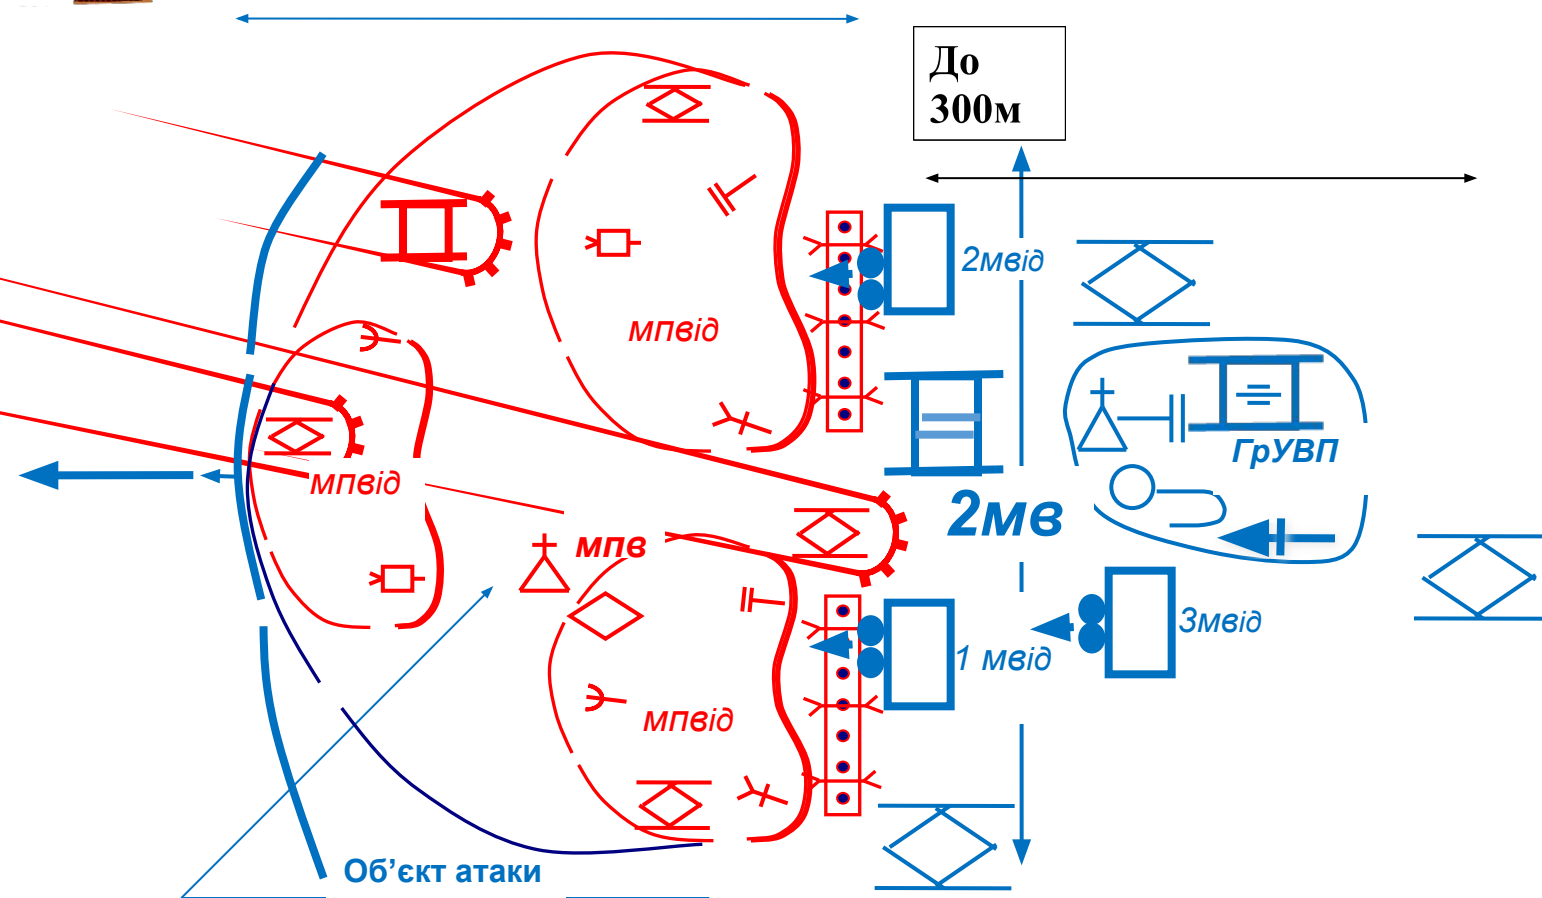 До
300м
2мвід
мпвід
ГрУВП
мпвід
2мв
мпв
3мвід
1 мвід
мпвід
Об’єкт атаки